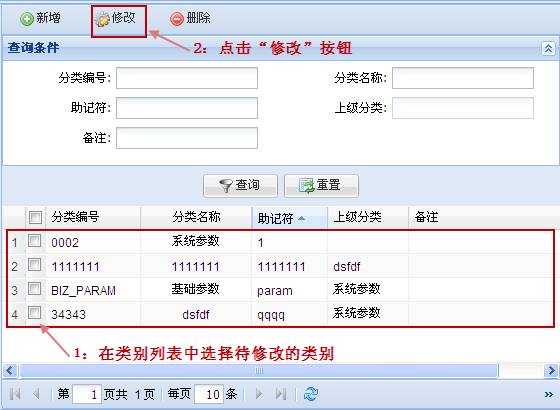 新增 修改 删除
2：点击“修改”按钮
查询条件
分类编号: 分类名称:
助记符: 上级分类:
备注:
查询 重置
分类编号 分类名称 助记符 上级分类 备注
1 0002 系统参数 1
2 1111111 1111111 1111111 dsfdf
3 BIZ_PARAM 基础参数 param 系统参数
4 34343 dsfdf qqqq 系统参数
1：在类别列表中选择待修改的类别
第 1 页共 1 页 每页 10 条